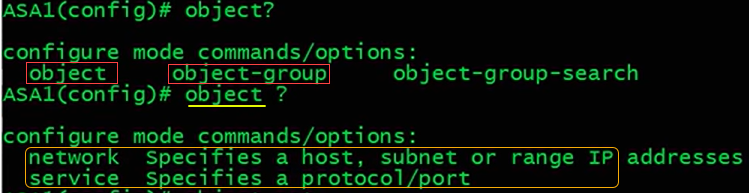 ASA1(config)# object?
configure mode commands/options:
object object-group object-group-search
ASA1(config)# object ?
configure mode commands/options:
network Specifies a host, subnet or range IP addresses
service Specifies a protocol/port